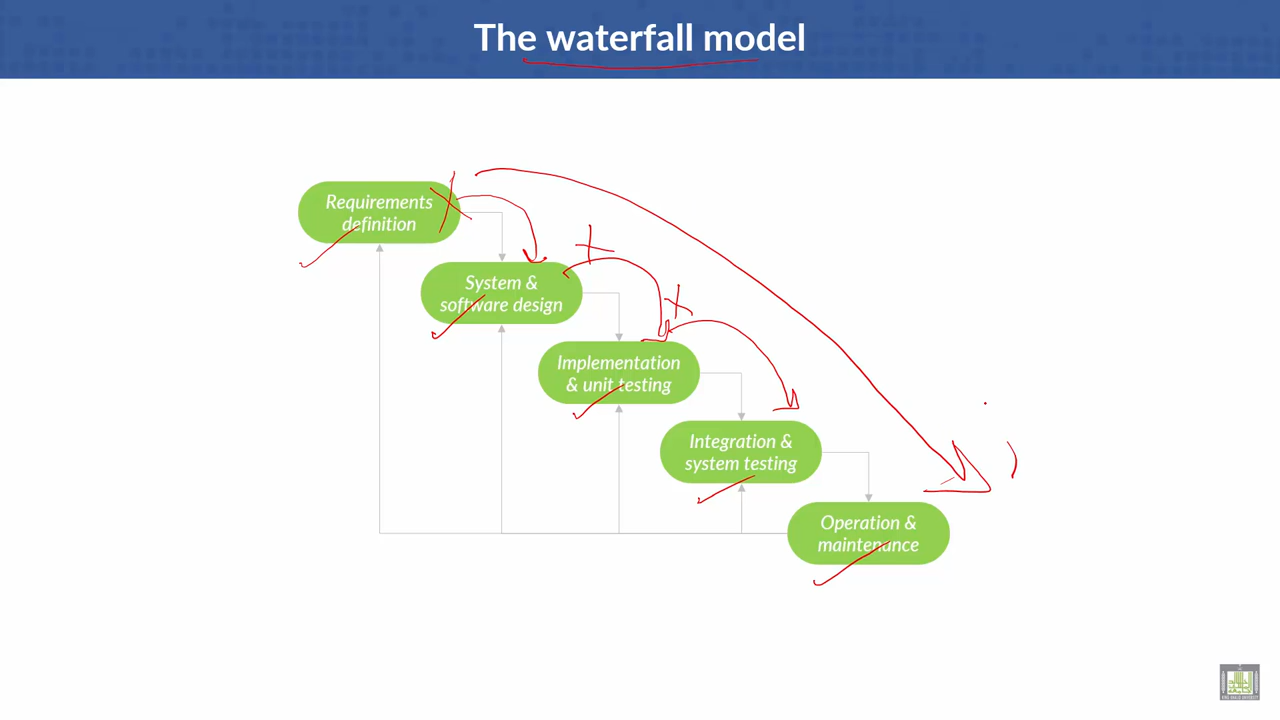 The waterfall model
Requirements
definition
System &
software design
Implementation
& unit testing
Integration &
system testing
Operation &
maintenance